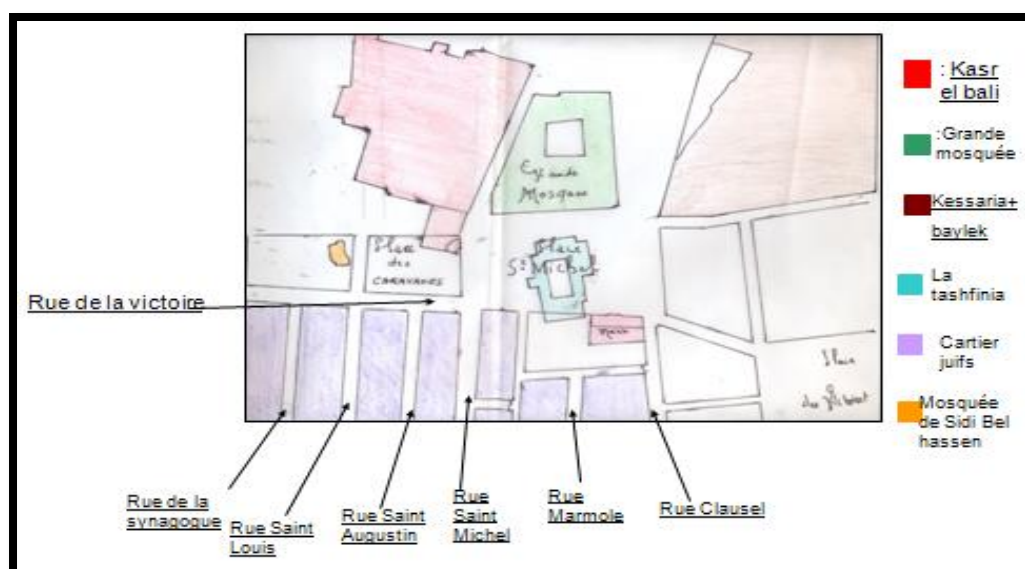 : Kasr
el bali
:Grande
mosquée
Kessaria+
baylek
La
tashfinia
Cartier
juifs
Mosquée
de Sidi Bel
hassen
Mosquee
Place
St Michel
Place
des
CARAVANES
Place
Rue de la victoire
Rue de la
synagogue
Rue Saint
Louis
Rue Saint
Augustin
Rue
Saint
Michel
Rue
Marmole
Rue Clausel